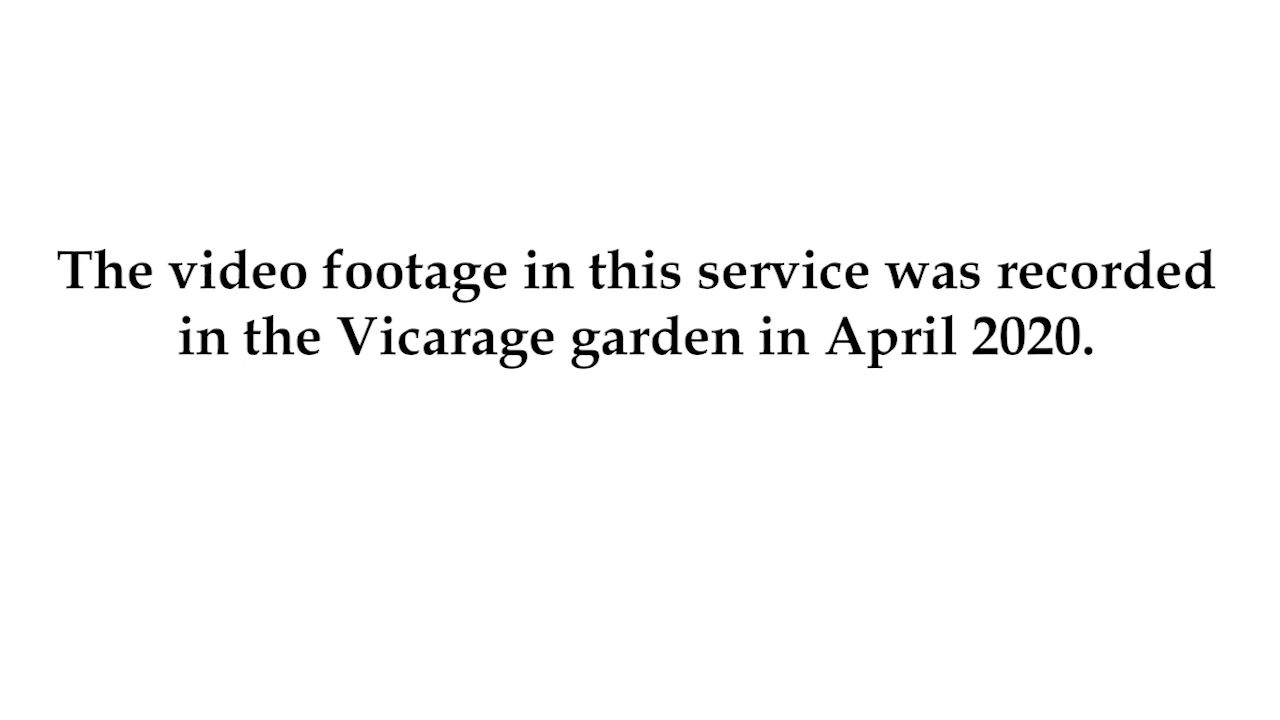 The video footage in this service was recorded
in the Vicarage garden in April 2020.